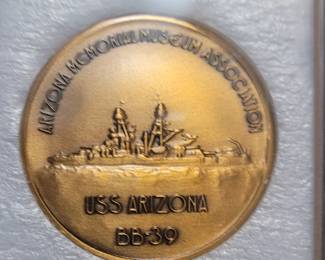 ARIZONA MEMORIAL MUSEUM ASSOCIATION
USS ARIZONA
BB-39